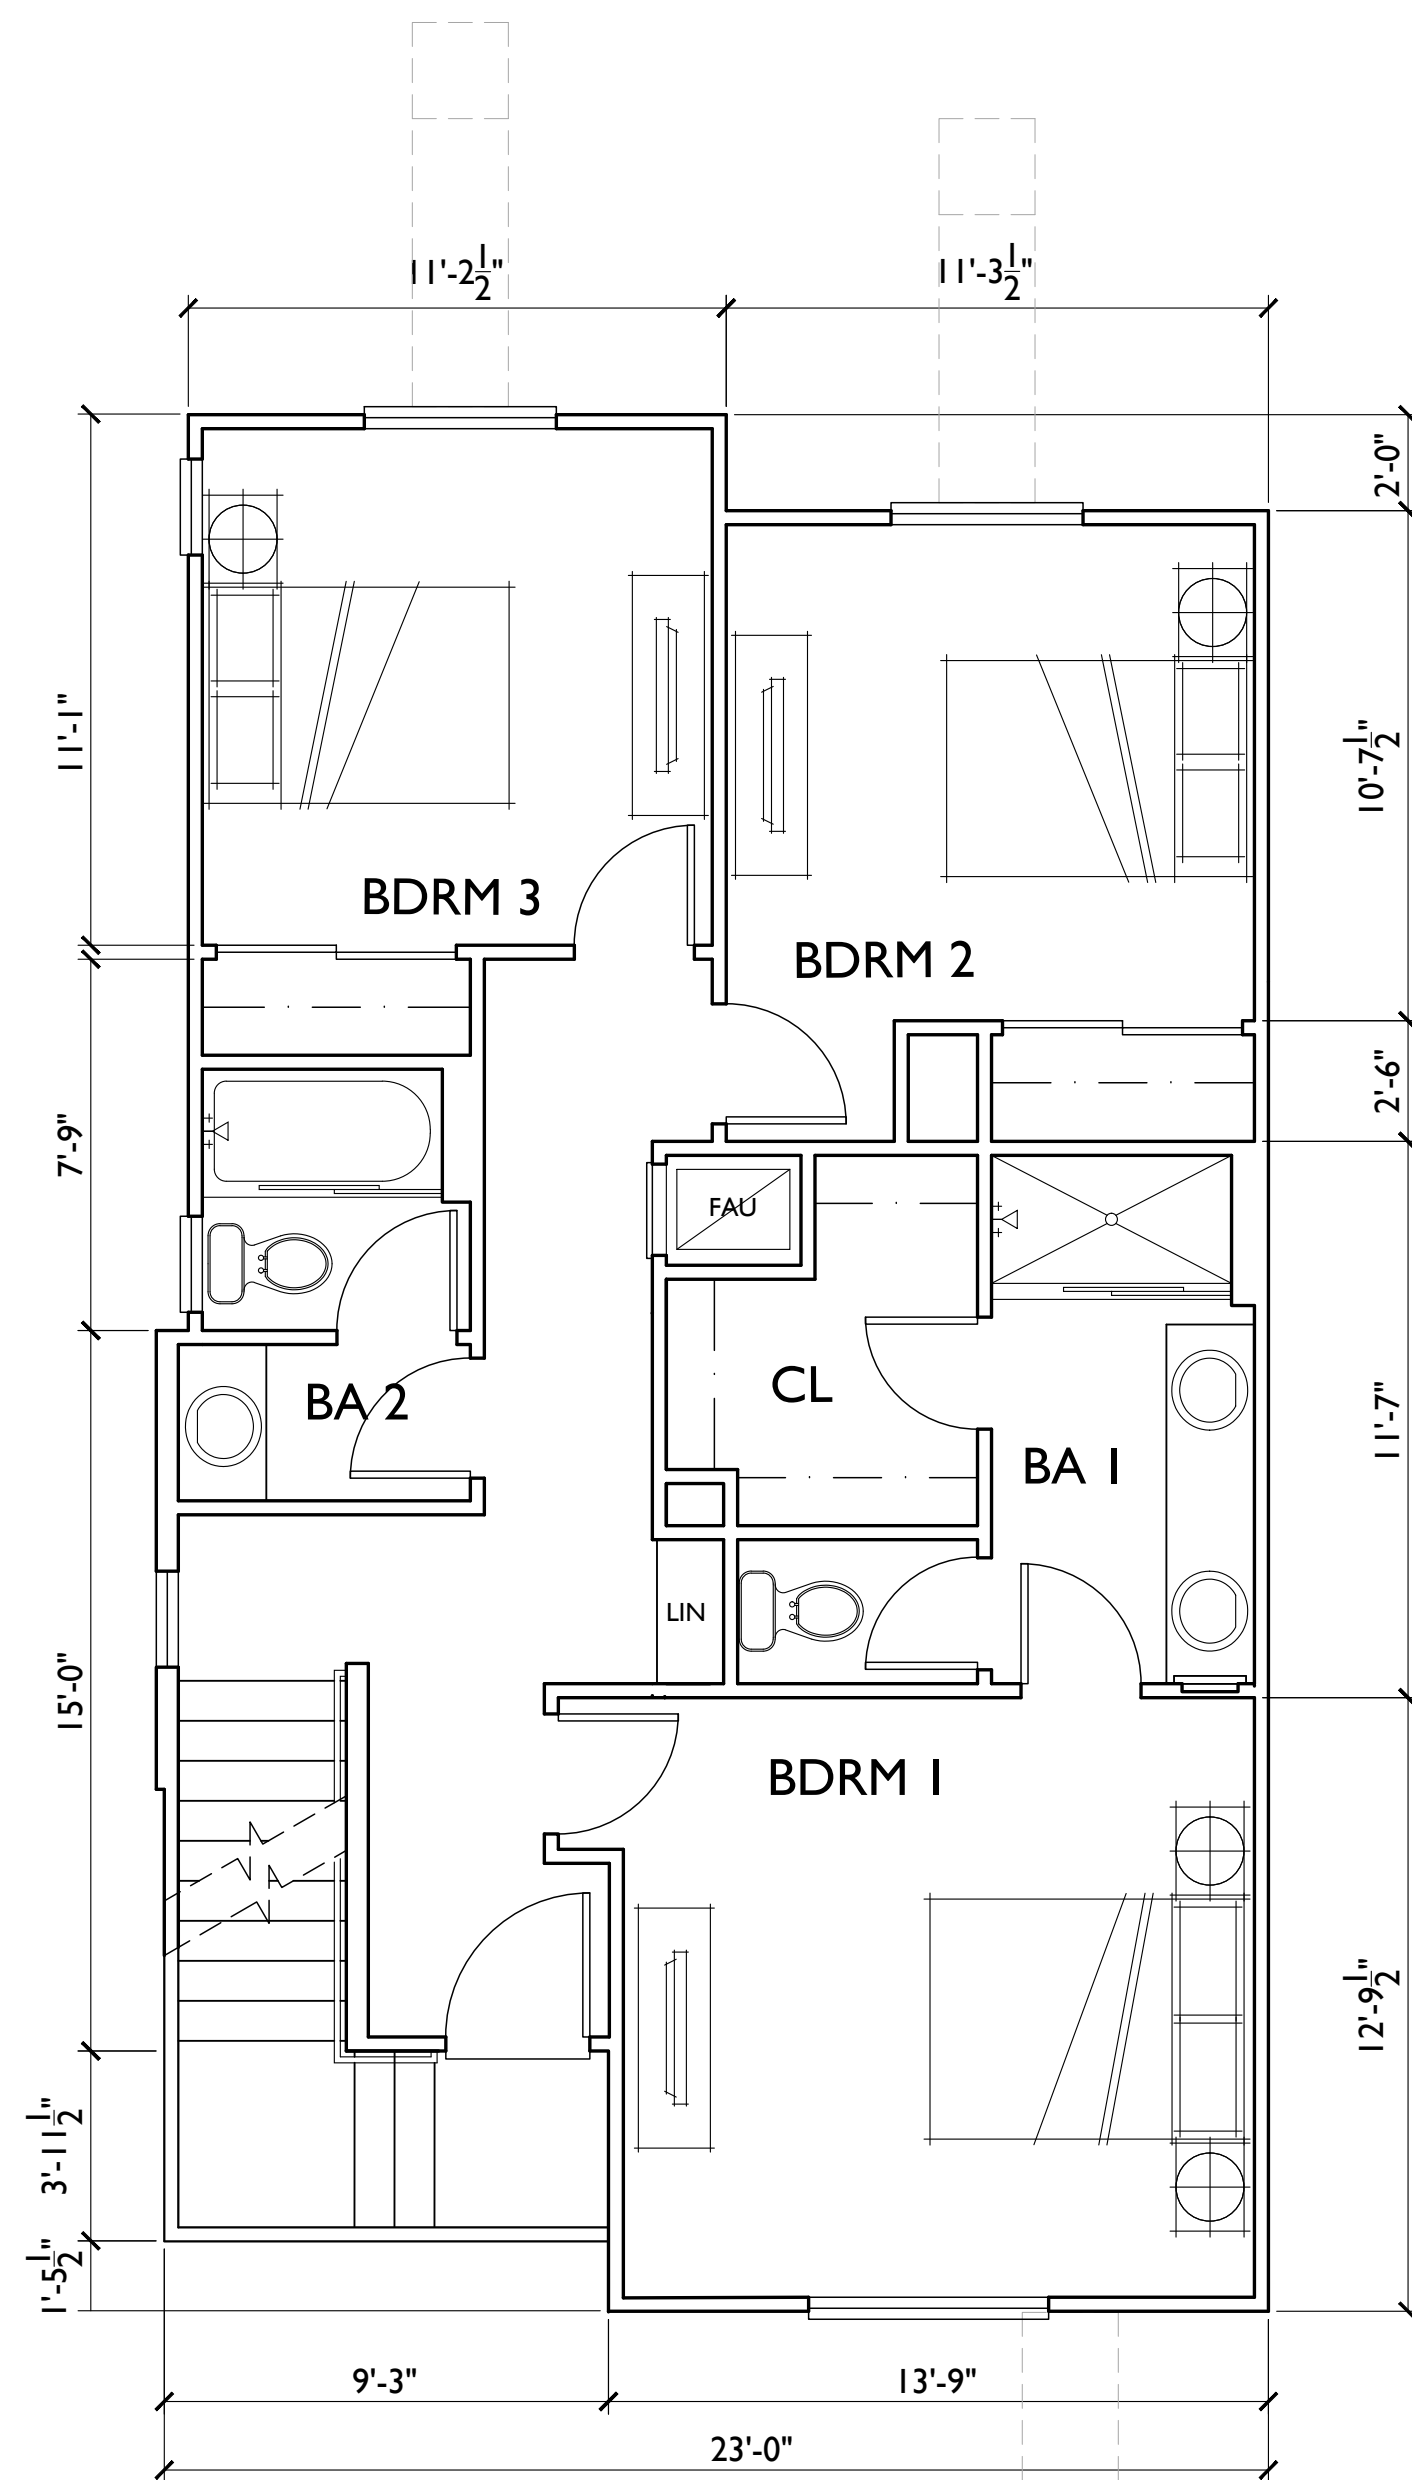 11'-2 1/2"
11'-3 1/2"
2'-0"
11'-1"
10'-7 1/2"
BDRM 3
BDRM 2
2'-6"
7'-9"
FAU
CL
BA 2
11'-7"
BA 1
LIN
15'-0"
BDRM 1
12'-9 1/2"
3'-11 1/2"
1'-5 1/2"
9'-3"
13'-9"
23'-0"